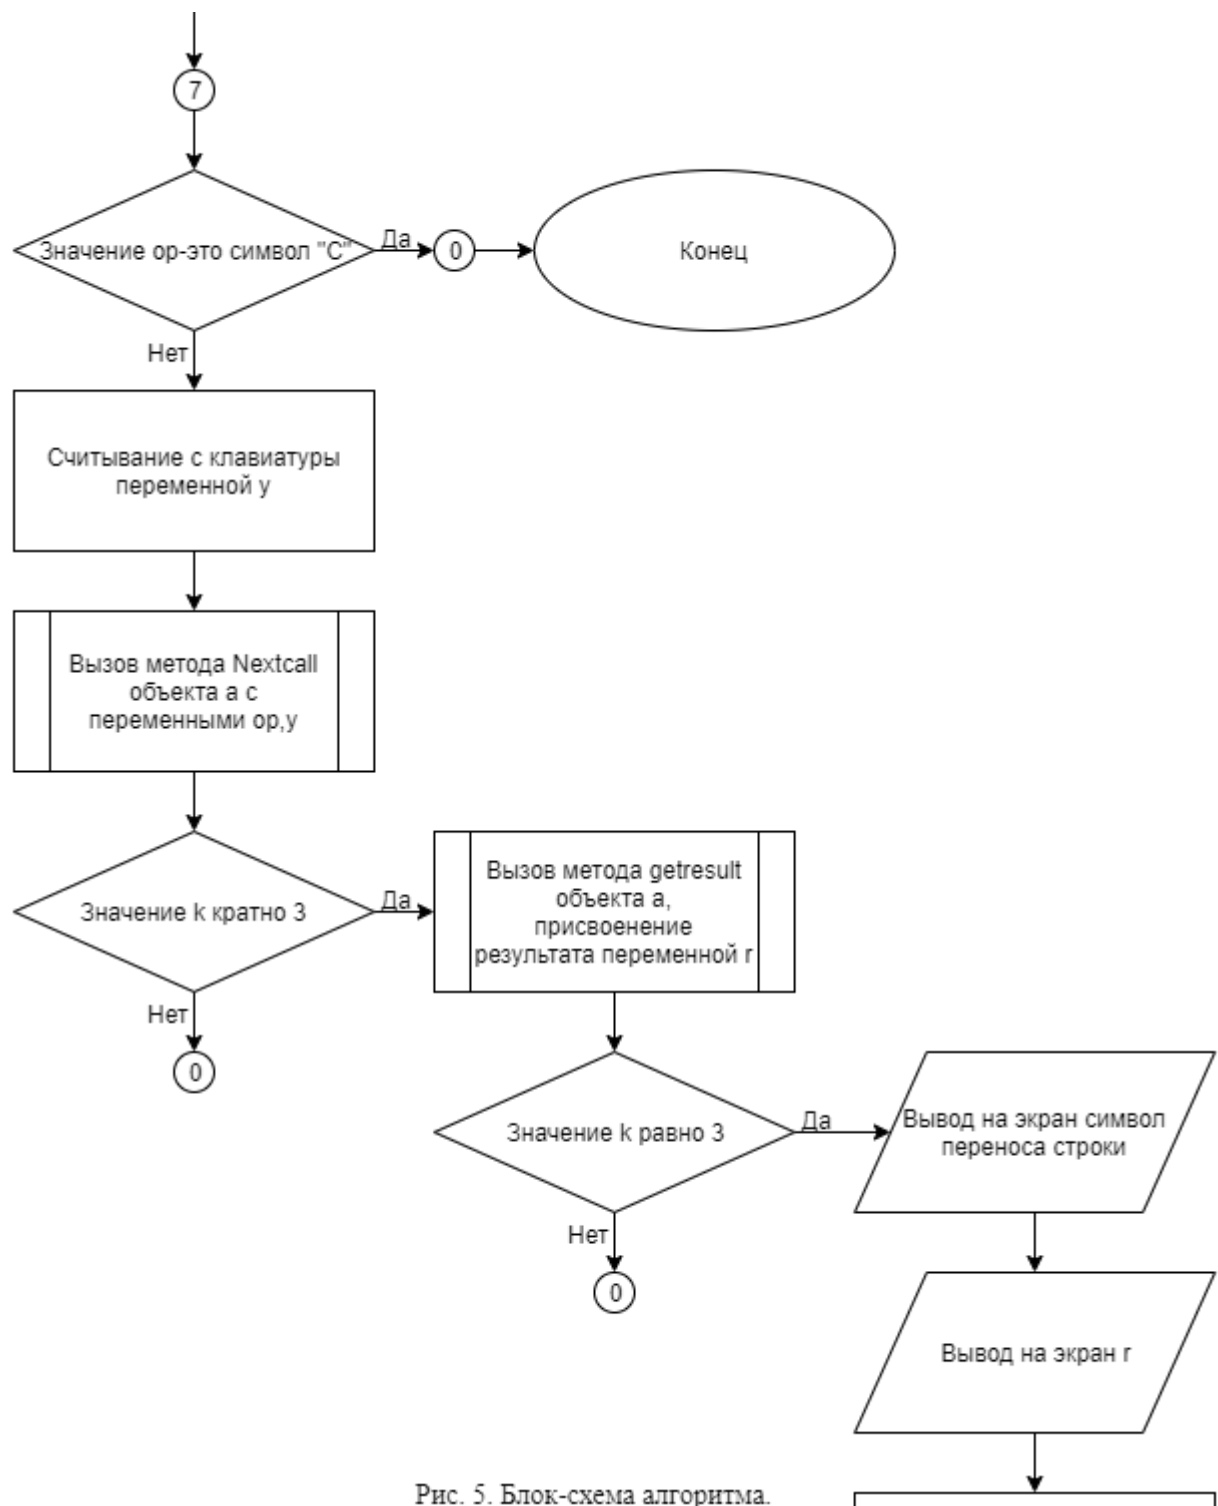 7
Значение op-это символ "C"
Да
0
Конец
Нет
Считывание с клавиатуры
переменной y
Вызов метода Nextcall
объекта a с
переменными op,y
Значение k кратно 3
Да
Вызов метода getresult
объекта a,
присвоенение
результата переменной r
Нет
0
Значение k равно 3
Да
Вывод на экран символ
переноса строки
Нет
0
Вывод на экран r
Рис. 5. Блок-схема алгоритма.